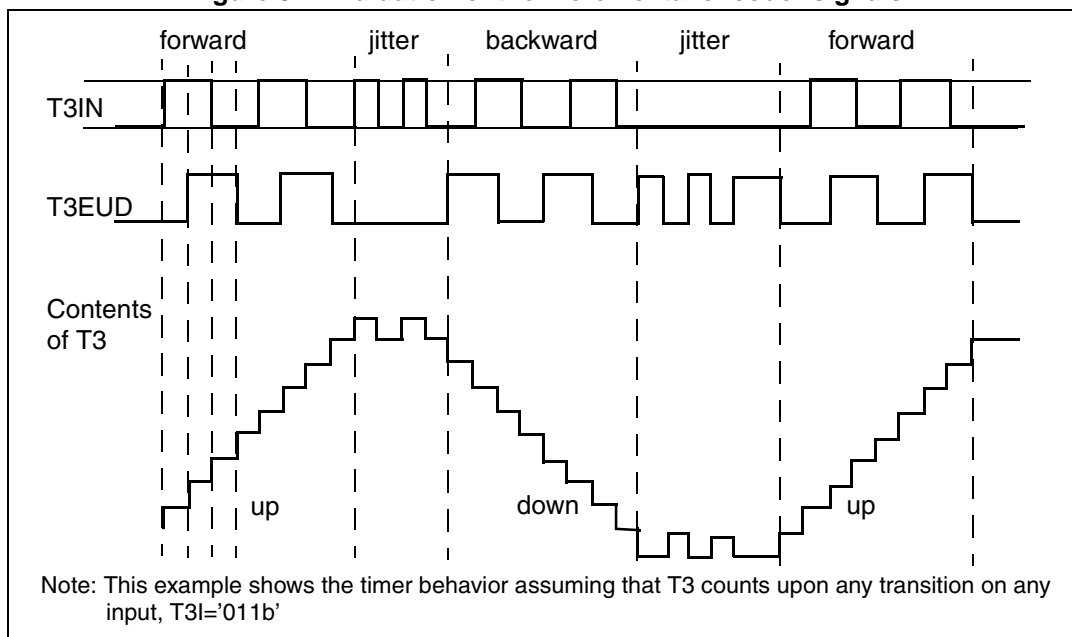 forward jitter backward jitter forward
T3IN
T3EUD
Contents
of T3
up down up
Note: This example shows the timer behavior assuming that T3 counts upon any transition on any
input, T3I='011b'